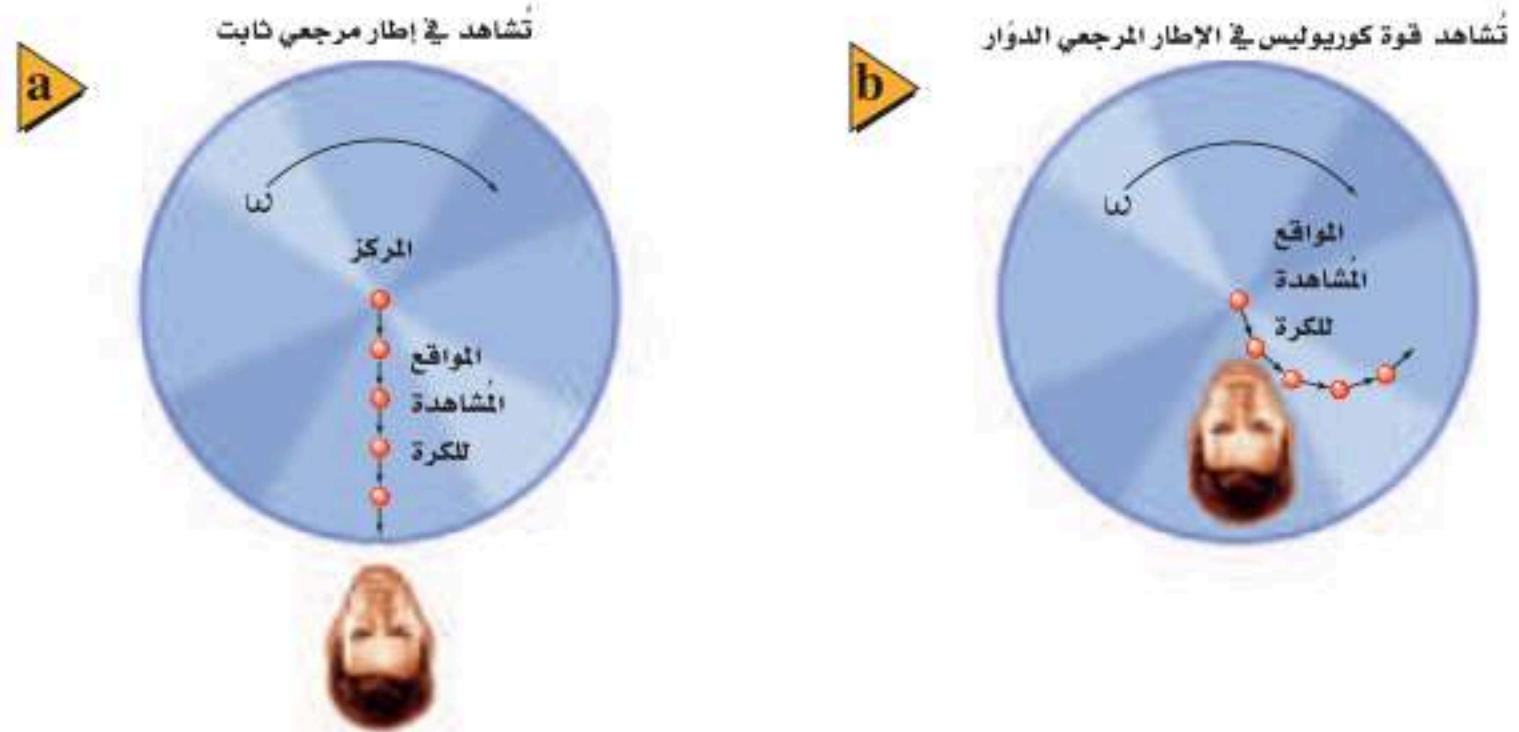 تُشاهد في إطار مرجعي ثابت
a
ω
المركز
المواقع
المُشاهدة
للكرة
تُشاهد قوة كوريوليس في الإطار المرجعي الدوّار
b
ω
المواقع
المُشاهدة
للكرة